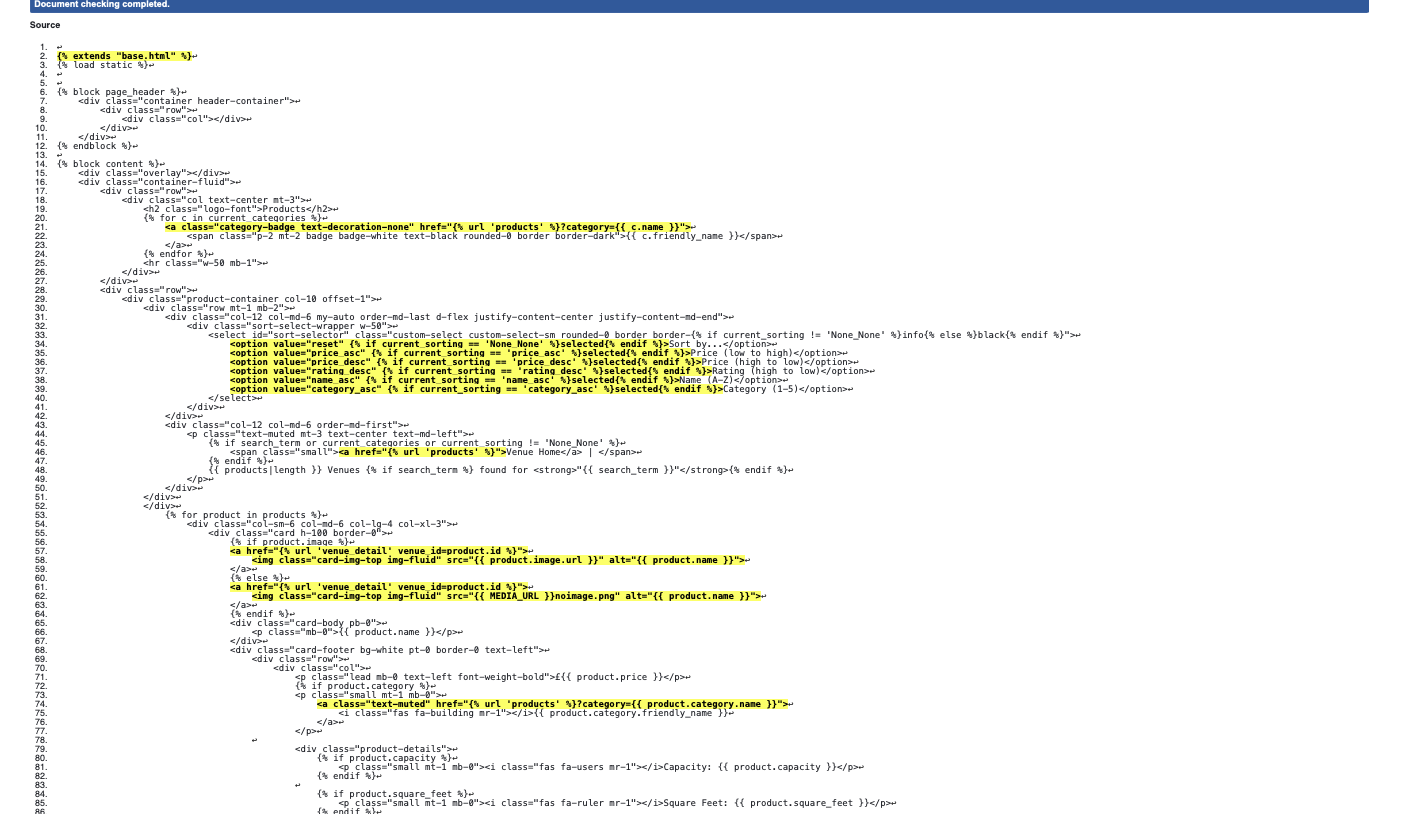 Document checking completed.
Source
1. ↩
2. {% extends "base.html" %}↩
3. {% load static %}↩
4. ↩
5. ↩
6. {% block page_header %}↩
7. <div class="container header-container">↩
8. <div class="row">↩
9. <div class="col"></div>↩
10. </div>↩
11. </div>↩
12. {% endblock %}↩
13. ↩
14. {% block content %}↩
15. <div class="overlay"></div>↩
16. <div class="container-fluid">↩
17. <div class="row">↩
18. <div class="col text-center mt-3">↩
19. <h2 class="logo-font">Products</h2>↩
20. {% for c in current_categories %}↩
21. <a class="category-badge text-decoration-none" href="{% url 'products' %}?category={{ c.name }}">↩
22. <span class="p-2 mt-2 badge badge-white text-black rounded-0 border border-dark">{{ c.friendly_name }}</span>↩
23. </a>↩
24. {% endfor %}↩
25. <hr class="w-50 mb-1">↩
26. </div>↩
27. </div>↩
28. <div class="row">↩
29. <div class="product-container col-10 offset-1">↩
30. <div class="row mt-1 mb-2">↩
31. <div class="col-12 col-md-6 my-auto order-md-last d-flex justify-content-center justify-content-md-end">↩
32. <div class="sort-select-wrapper w-50">↩
33. <select id="sort-selector" class="custom-select custom-select-sm rounded-0 border border-{% if current_sorting != 'None_None' %}info{% else %}black{% endif %}">↩
34. <option value="reset" {% if current_sorting == 'None_None' %}selected{% endif %}>Sort by...</option>↩
35. <option value="price_asc" {% if current_sorting == 'price_asc' %}selected{% endif %}>Price (low to high)</option>↩
36. <option value="price_desc" {% if current_sorting == 'price_desc' %}selected{% endif %}>Price (high to low)</option>↩
37. <option value="rating_desc" {% if current_sorting == 'rating_desc' %}selected{% endif %}>Rating (high to low)</option>↩
38. <option value="name_asc" {% if current_sorting == 'name_asc' %}selected{% endif %}>Name (A-Z)</option>↩
39. <option value="category_asc" {% if current_sorting == 'category_asc' %}selected{% endif %}>Category (1-5)</option>↩
40. </select>↩
41. </div>↩
42. </div>↩
43. <div class="col-12 col-md-6 order-md-first">↩
44. <p class="text-muted mt-3 text-center text-md-left">↩
45. {% if search_term or current_categories or current_sorting != 'None_None' %}↩
46. <span class="small"><a href="{% url 'products' %}">Venue Home</a> | </span>↩
47. {% endif %}↩
48. {{ products|length }} Venues {% if search_term %} found for <strong>"{{ search_term }}"</strong>{% endif %}↩
49. </p>↩
50. </div>↩
51. </div>↩
52. </div>↩
53. {% for product in products %}↩
54. <div class="col-sm-6 col-md-6 col-lg-4 col-xl-3">↩
55. <div class="card h-100 border-0">↩
56. {% if product.image %}↩
57. <a href="{% url 'venue_detail' venue_id=product.id %}">↩
58. <img class="card-img-top img-fluid" src="{{ product.image.url }}" alt="{{ product.name }}">↩
59. </a>↩
60. {% else %}↩
61. <a href="{% url 'venue_detail' venue_id=product.id %}">↩
62. <img class="card-img-top img-fluid" src="{{ MEDIA_URL }}noimage.png" alt="{{ product.name }}">↩
63. </a>↩
64. {% endif %}↩
65. <div class="card-body pb-0">↩
66. <p class="mb-0">{{ product.name }}</p>↩
67. </div>↩
68. <div class="card-footer bg-white pt-0 border-0 text-left">↩
69. <div class="row">↩
70. <div class="col">↩
71. <p class="lead mb-0 text-left font-weight-bold">£{{ product.price }}</p>↩
72. {% if product.category %}↩
73. <p class="small mt-1 mb-0">↩
74. <a class="text-muted" href="{% url 'products' %}?category={{ product.category.name }}">↩
75. <i class="fas fa-building mr-1"></i>{{ product.category.friendly_name }}↩
76. </a>↩
77. </p>↩
78. ↩
79. <div class="product-details">↩
80. {% if product.capacity %}↩
81. <p class="small mt-1 mb-0"><i class="fas fa-users mr-1"></i>Capacity: {{ product.capacity }}</p>↩
82. {% endif %}↩
83. ↩
84. {% if product.square_feet %}↩
85. <p class="small mt-1 mb-0"><i class="fas fa-ruler mr-1"></i>Square Feet: {{ product.square_feet }}</p>↩
86. {% endif %}↩